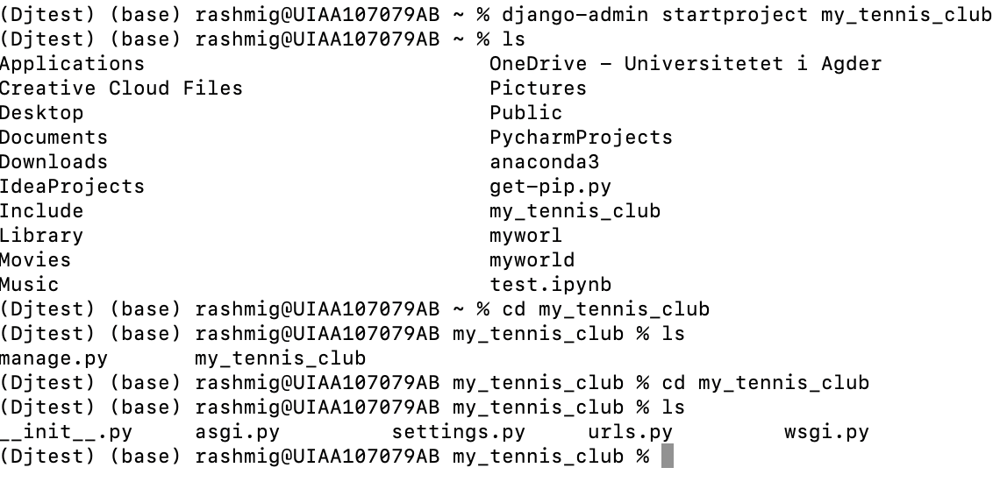 (Djtest) (base) rashmig@UIAA107079AB ~ % django-admin startproject my_tennis_club
(Djtest) (base) rashmig@UIAA107079AB ~ % ls
Applications OneDrive - Universitetet i Agder
Creative Cloud Files Pictures
Desktop Public
Documents PycharmProjects
Downloads anaconda3
IdeaProjects get-pip.py
Include my_tennis_club
Library myworl
Movies myworld
Music test.ipynb
(Djtest) (base) rashmig@UIAA107079AB ~ % cd my_tennis_club
(Djtest) (base) rashmig@UIAA107079AB my_tennis_club % ls
manage.py my_tennis_club
(Djtest) (base) rashmig@UIAA107079AB my_tennis_club % cd my_tennis_club
(Djtest) (base) rashmig@UIAA107079AB my_tennis_club % ls
__init__.py asgi.py settings.py urls.py wsgi.py
(Djtest) (base) rashmig@UIAA107079AB my_tennis_club %